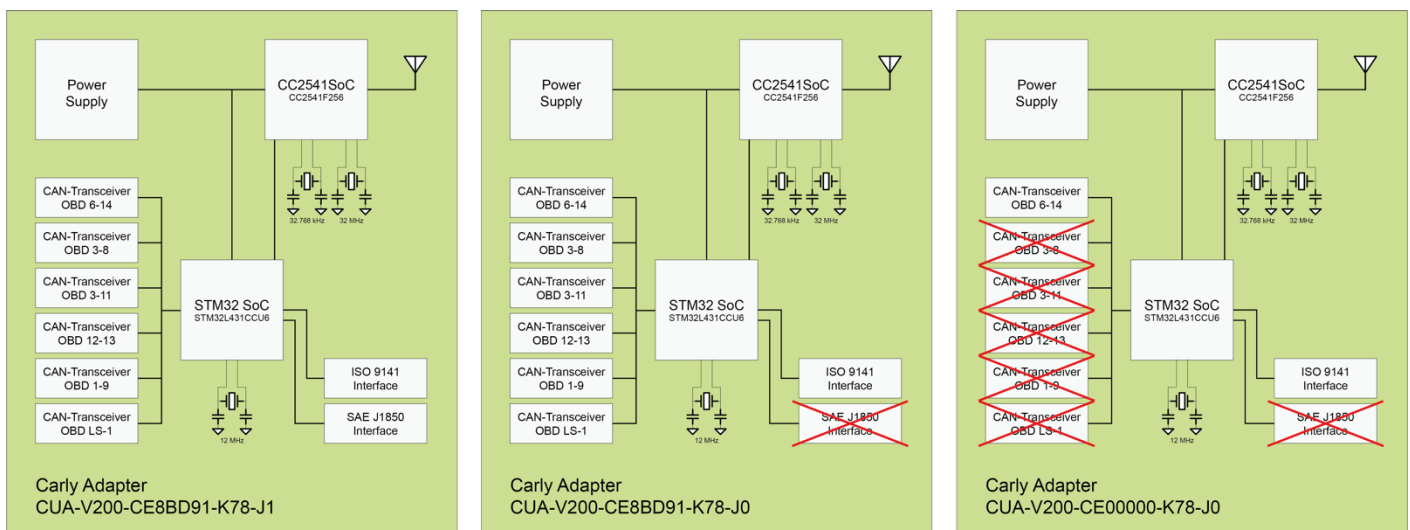 Power
Supply
CC2541SoC
CC2541F256
32.768 kHz
32 MHz
CAN-Transceiver
OBD 6-14
CAN-Transceiver
OBD 3-8
CAN-Transceiver
OBD 3-11
CAN-Transceiver
OBD 12-13
CAN-Transceiver
OBD 1-9
CAN-Transceiver
OBD LS-1
STM32 SoC
STM32L431CCU6
12 MHz
ISO 9141
Interface
SAE J1850
Interface
Carly Adapter
CUA-V200-CE8BD91-K78-J1
Power
Supply
CC2541SoC
CC2541F256
32.768 kHz
32 MHz
CAN-Transceiver
OBD 6-14
CAN-Transceiver
OBD 3-8
CAN-Transceiver
OBD 3-11
CAN-Transceiver
OBD 12-13
CAN-Transceiver
OBD 1-9
CAN-Transceiver
OBD LS-1
STM32 SoC
STM32L431CCU6
12 MHz
ISO 9141
Interface
SAE J1850
Interface
Carly Adapter
CUA-V200-CE8BD91-K78-J0
Power
Supply
CC2541SoC
CC2541F256
32.768 kHz
32 MHz
CAN-Transceiver
OBD 6-14
CAN-Transceiver
OBD 3-8
CAN-Transceiver
OBD 3-11
CAN-Transceiver
OBD 12-13
CAN-Transceiver
OBD 1-9
CAN-Transceiver
OBD LS-1
STM32 SoC
STM32L431CCU6
12 MHz
ISO 9141
Interface
SAE J1850
Interface
Carly Adapter
CUA-V200-CE00000-K78-J0